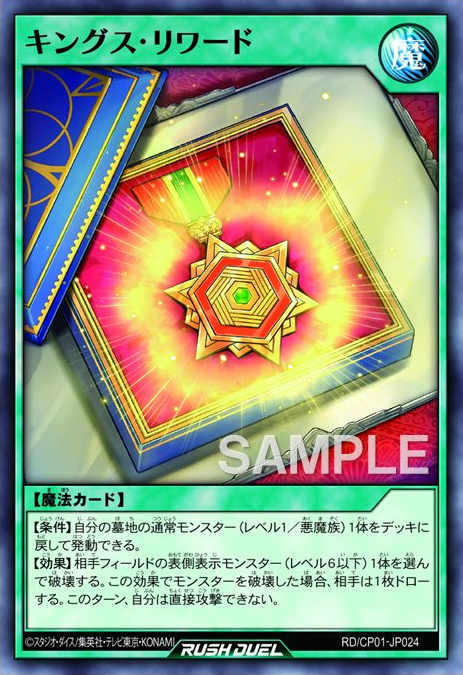 キングス・リワード
魔
SAMPLE
【魔法カード】
【条件】自分の墓地の通常モンスター(レベル1/悪魔族)1体をデッキに
戻して発動できる。
【効果】相手フィールドの表側表示モンスター(レベル6以下)1体を選ん
で破壊する。この効果でモンスターを破壊した場合、相手は1枚ドロー
する。このターン、自分は直接攻撃できない。
©スタジオ・ダイス/集英社・テレビ東京・KONAMI
RUSH DUEL
RD/CP01-JP024